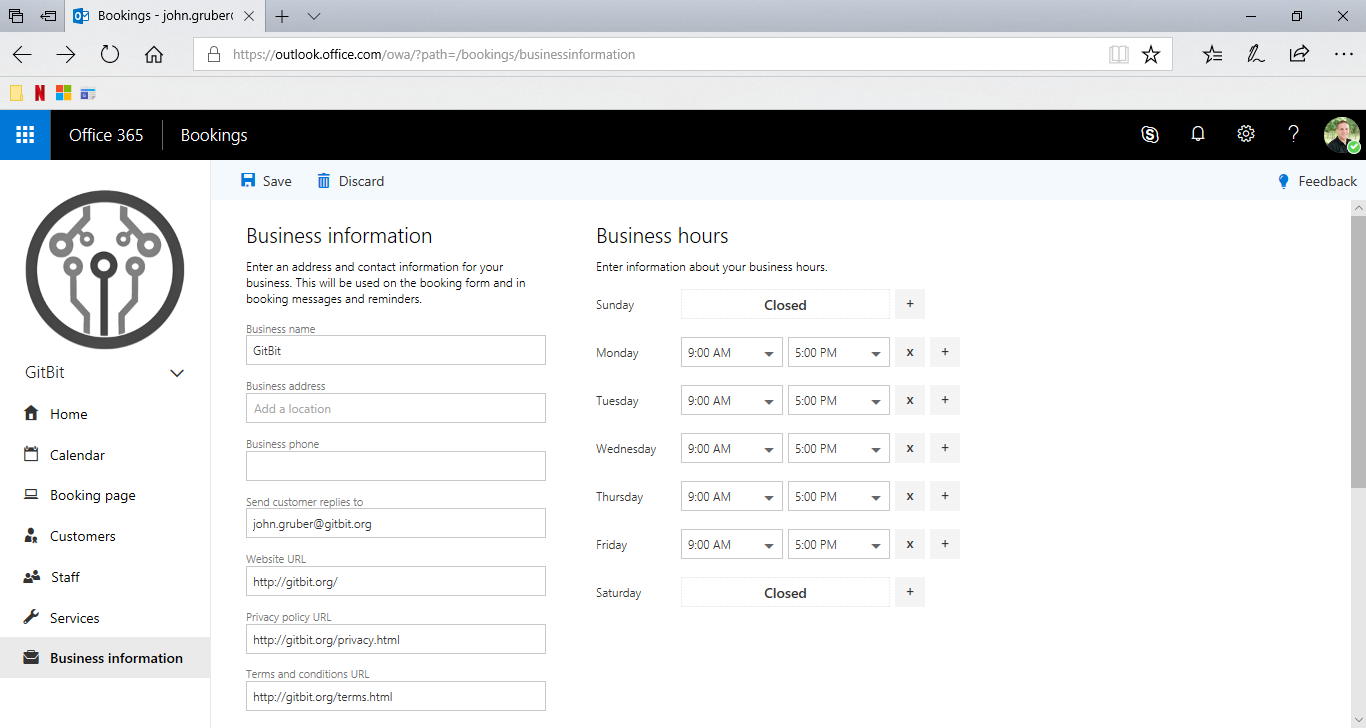 Bookings - john.gruber(
https://outlook.office.com/owa/?path=/bookings/businessinformation
Office 365
Bookings
Save
Discard
Feedback
GitBit
Home
Calendar
Booking page
Customers
Staff
Services
Business information
Business information
Enter an address and contact information for your
business. This will be used on the booking form and in
booking messages and reminders.
Business name
GitBit
Business address
Add a location
Business phone
Send customer replies to
john.gruber@gitbit.org
Website URL
http://gitbit.org/
Privacy policy URL
http://gitbit.org/privacy.html
Terms and conditions URL
http://gitbit.org/terms.html
Business hours
Enter information about your business hours.
Sunday Closed +
Monday 9:00 AM 5:00 PM x +
Tuesday 9:00 AM 5:00 PM x +
Wednesday 9:00 AM 5:00 PM x +
Thursday 9:00 AM 5:00 PM x +
Friday 9:00 AM 5:00 PM x +
Saturday Closed +